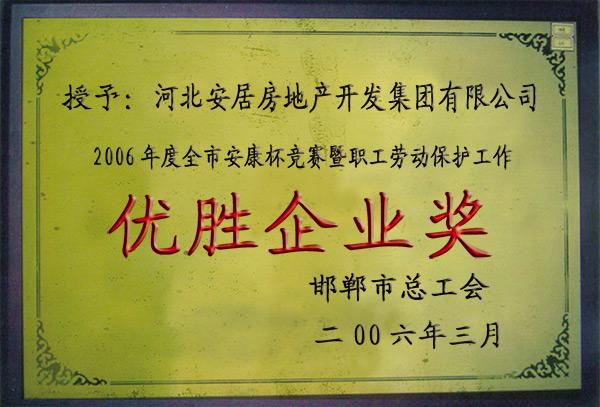 授予：河北安居房地产开发集团有限公司
2006年度全市安康杯竞赛暨职工劳动保护工作
优胜企业奖
邯郸市总工会
二00六年三月